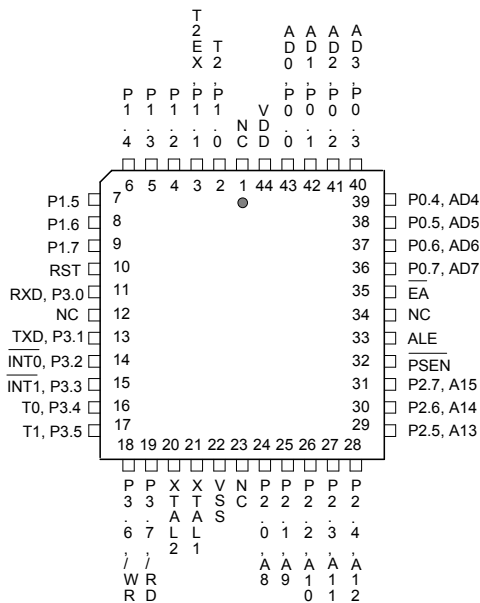 P1.4
P1.3
P1.2
T2EX,P1.1
T2,P1.0
NC
VDD
AD0,P0.0
AD1,P0.1
AD2,P0.2
AD3,P0.3
6 5 4 3 2 1 44 43 42 41 40
P1.5 7
P1.6 8
P1.7 9
RST 10
RXD, P3.0 11
NC 12
TXD, P3.1 13
INT0, P3.2 14
INT1, P3.3 15
T0, P3.4 16
T1, P3.5 17
39 P0.4, AD4
38 P0.5, AD5
37 P0.6, AD6
36 P0.7, AD7
35 EA
34 NC
33 ALE
32 PSEN
31 P2.7, A15
30 P2.6, A14
29 P2.5, A13
18 19 20 21 22 23 24 25 26 27 28
P3.6,/WR
P3.7,/RD
XTAL2
XTAL1
VSS
NC
P2.0,A8
P2.1,A9
P2.2,A10
P2.3,A11
P2.4,A12